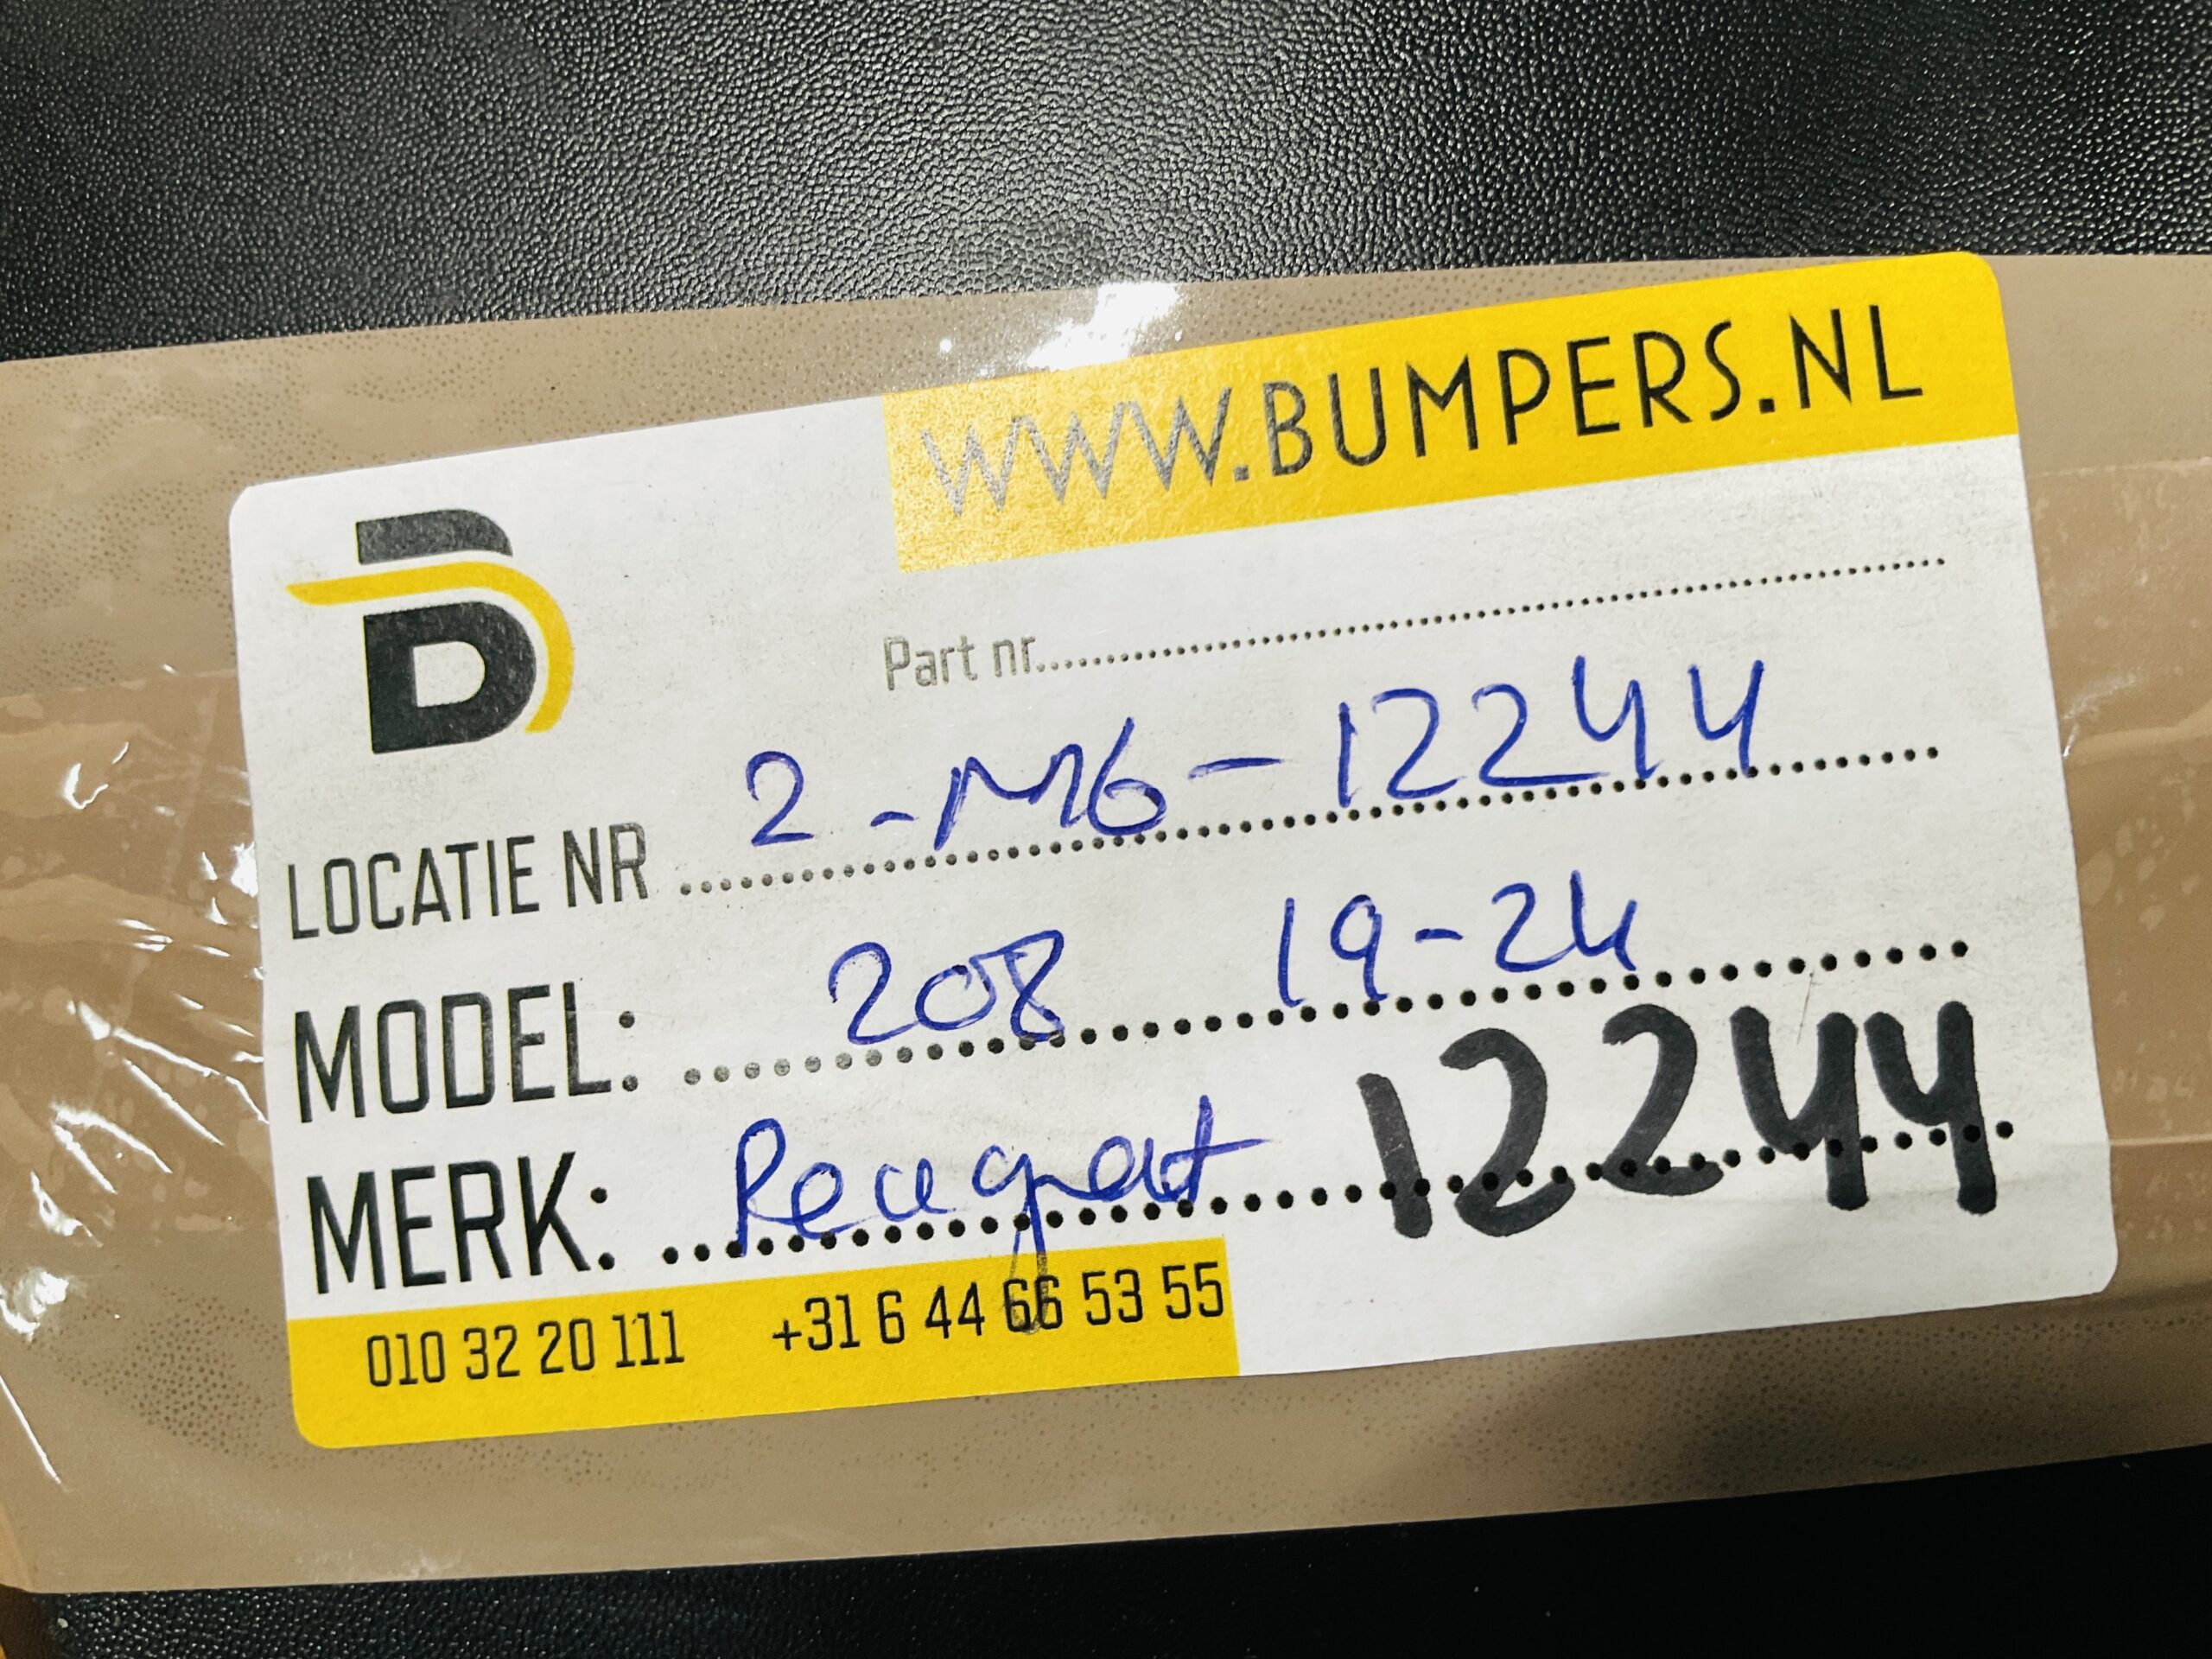 WWW.BUMPERS.NL
B
Part nr
LOCATIE NR 2-M6-12244
MODEL: 208 19-24
MERK: Peugeot 12244
010 32 20 111 +31 6 44 66 53 55